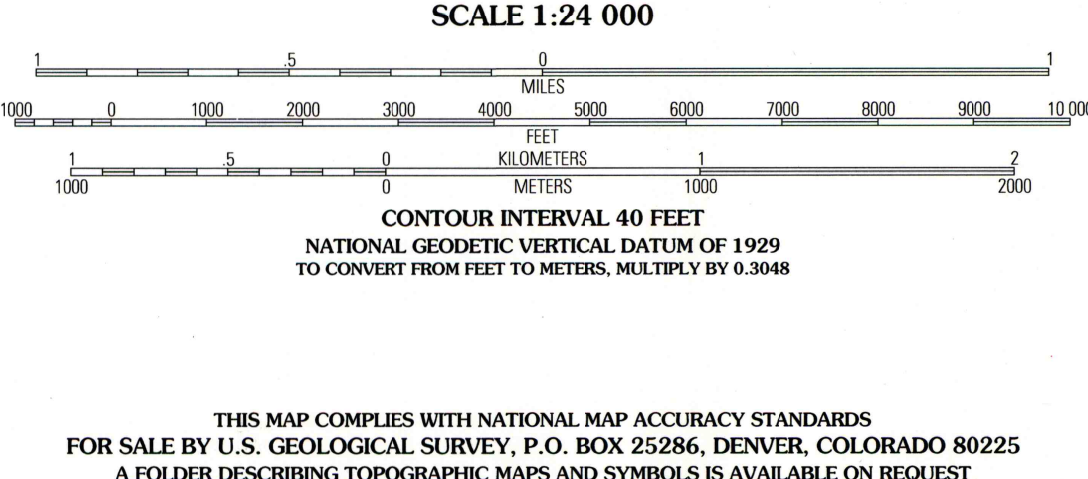 SCALE 1:24 000
1 .5 0 1
MILES
1000 0 1000 2000 3000 4000 5000 6000 7000 8000 9000 10 000
FEET
1 .5 0 KILOMETERS 1 2
1000 0 METERS 1000 2000
CONTOUR INTERVAL 40 FEET
NATIONAL GEODETIC VERTICAL DATUM OF 1929
TO CONVERT FROM FEET TO METERS, MULTIPLY BY 0.3048
THIS MAP COMPLIES WITH NATIONAL MAP ACCURACY STANDARDS
FOR SALE BY U.S. GEOLOGICAL SURVEY, P.O. BOX 25286, DENVER, COLORADO 80225
A FOLDER DESCRIBING TOPOGRAPHIC MAPS AND SYMBOLS IS AVAILABLE ON REQUEST